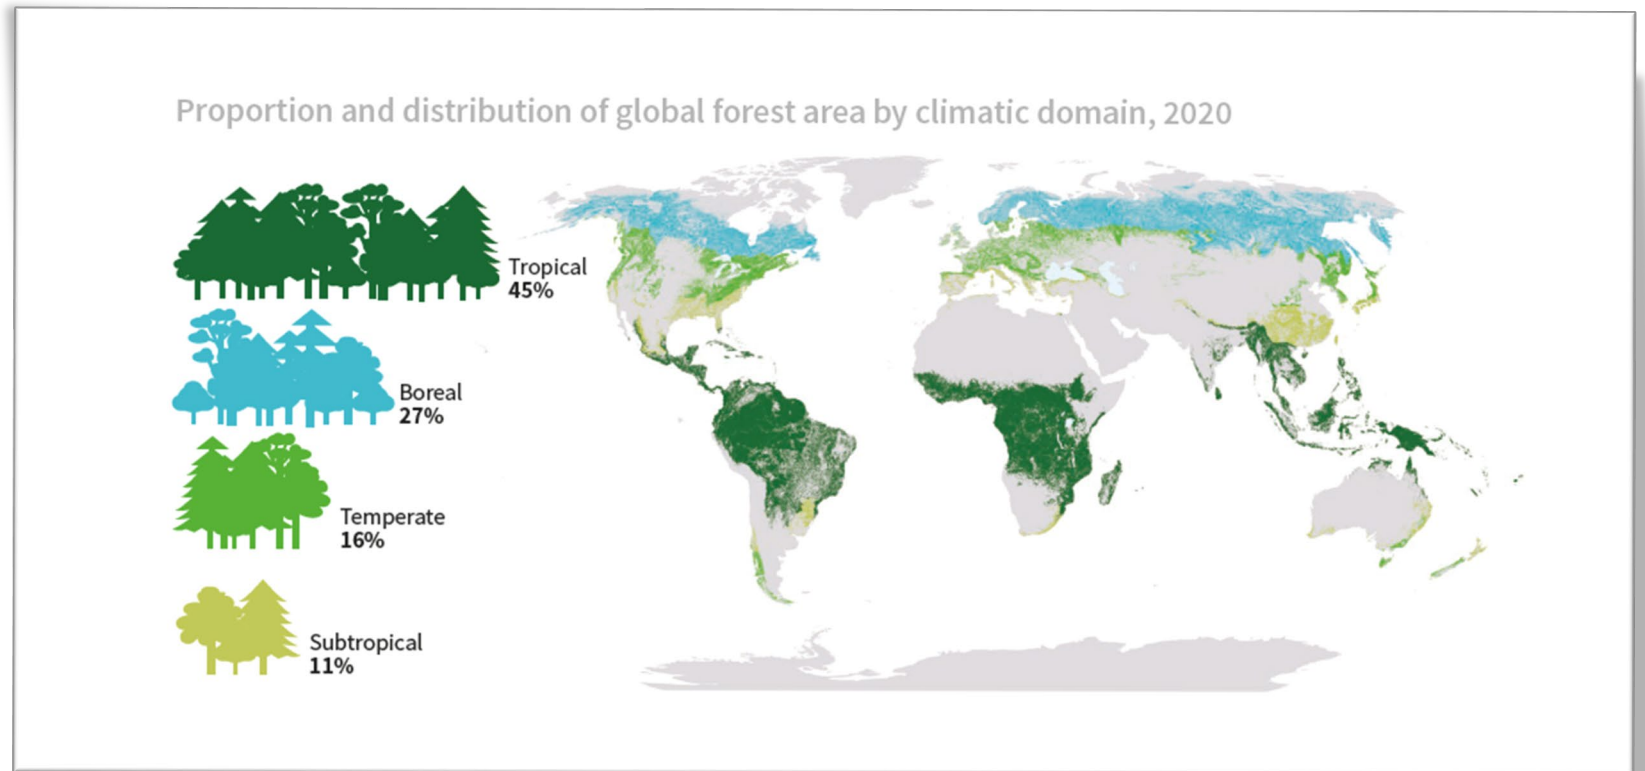 Proportion and distribution of global forest area by climatic domain, 2020
Tropical
45%
Boreal
27%
Temperate
16%
Subtropical
11%